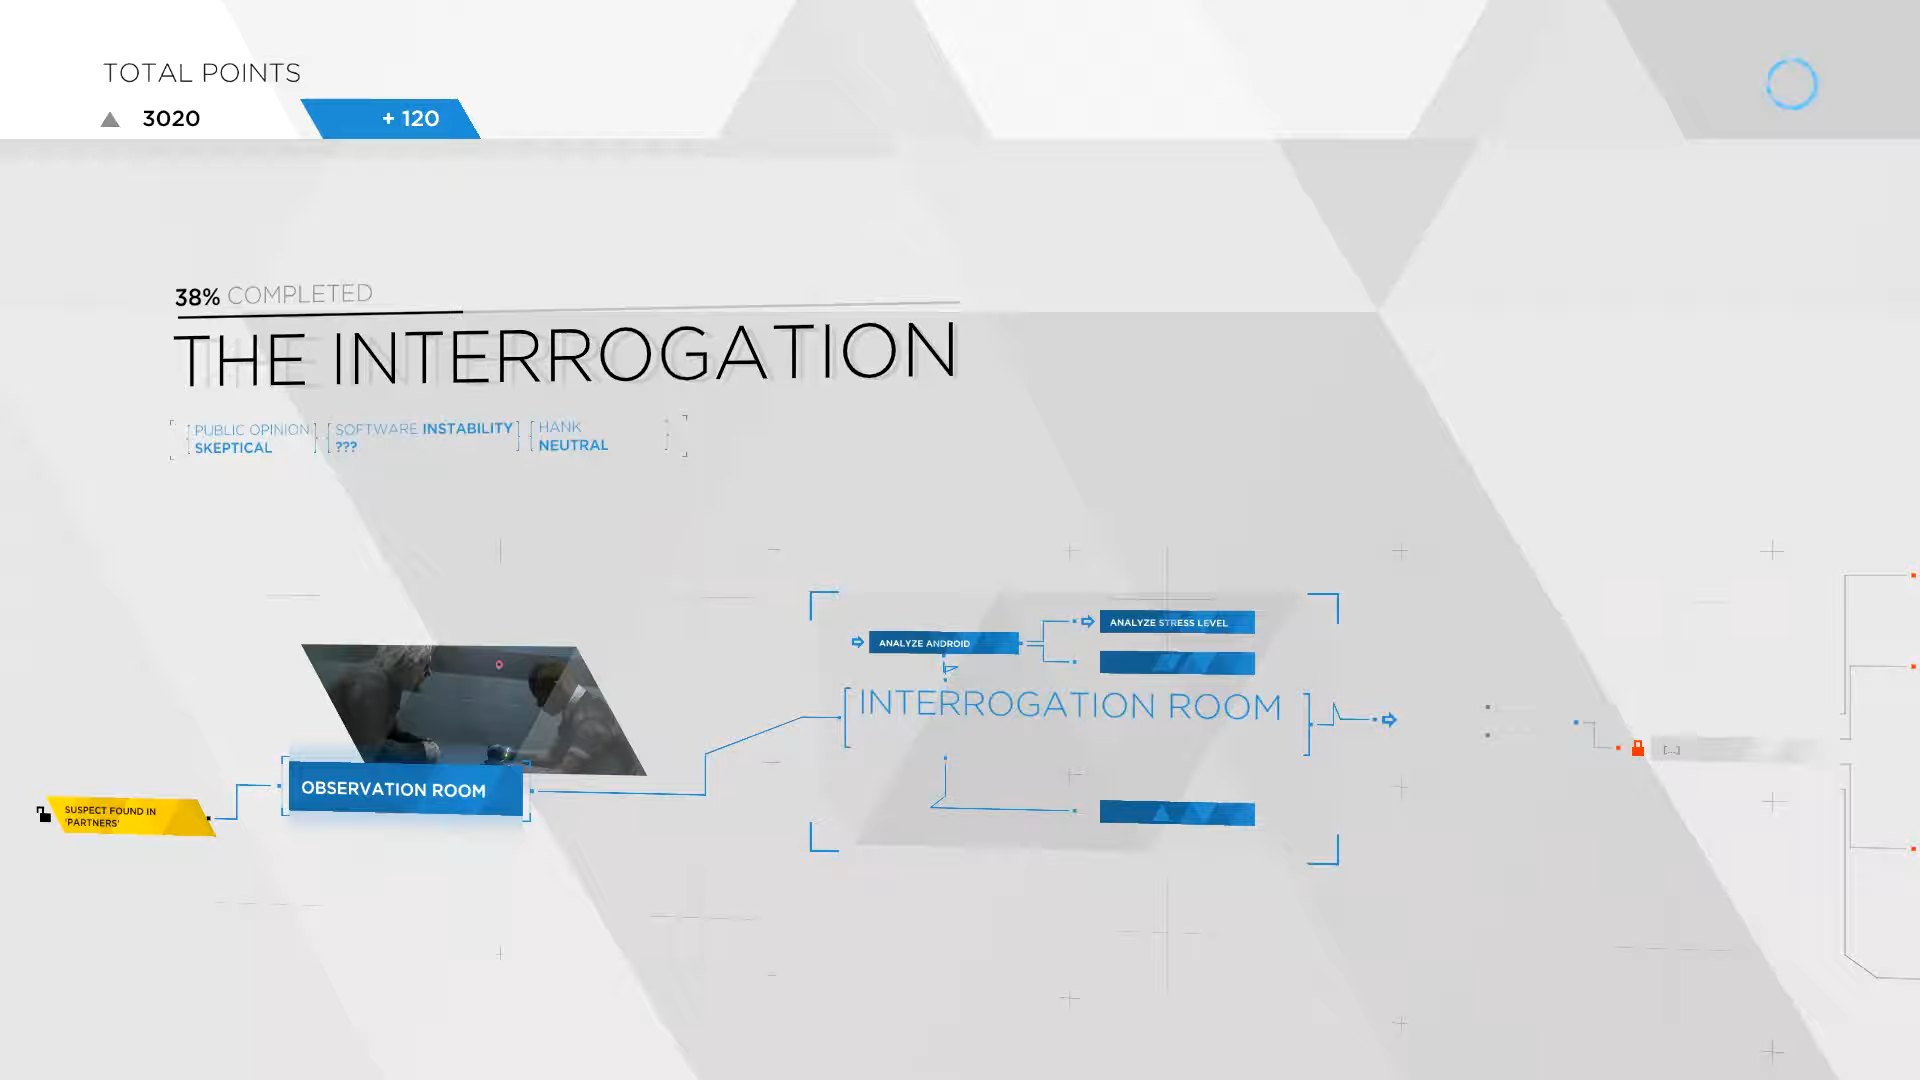 TOTAL POINTS
3020
+ 120
38% COMPLETED
THE INTERROGATION
PUBLIC OPINION
SKEPTICAL
SOFTWARE INSTABILITY
???
HANK
NEUTRAL
ANALYZE ANDROID
ANALYZE STRESS LEVEL
INTERROGATION ROOM
OBSERVATION ROOM
SUSPECT FOUND IN
'PARTNERS'
[...]